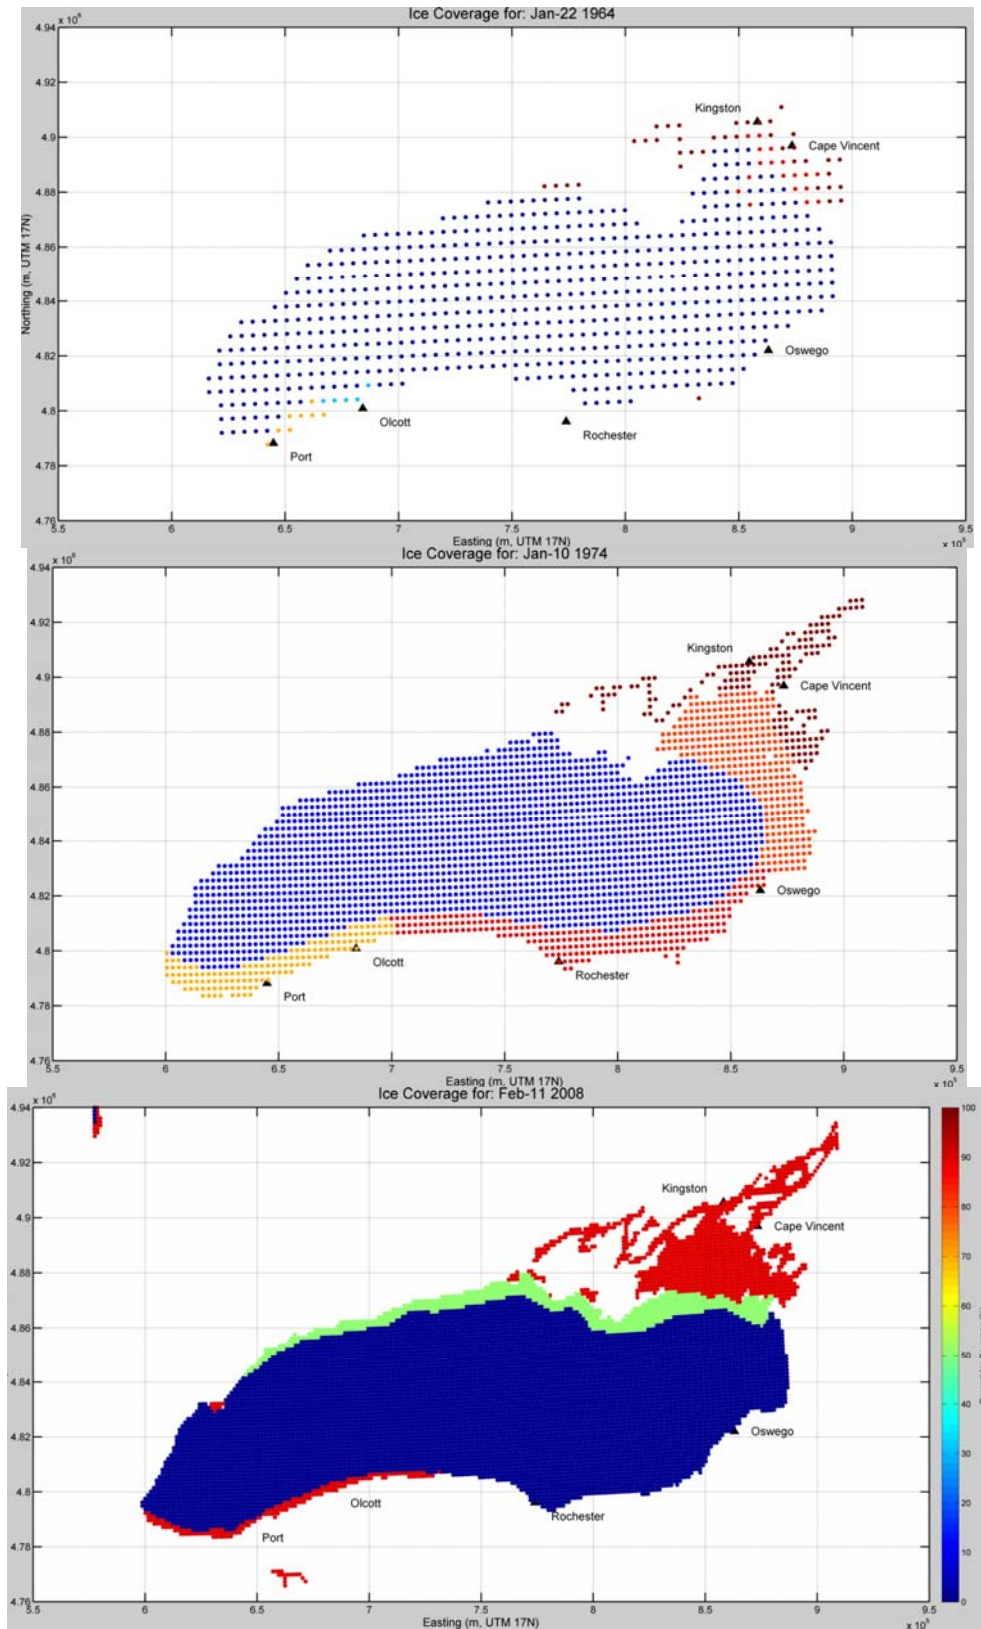 Ice Coverage for: Jan-22 1964
4.94 x 10⁶
4.92
4.9
4.88
4.86
4.84
4.82
4.8
4.78
4.76
Northing (m, UTM 17N)
Kingston
Cape Vincent
Oswego
Olcott
Rochester
Port
5.5 6 6.5 7 7.5 8 8.5 9 9.5
Easting (m, UTM 17N)
x 10⁵
Ice Coverage for: Jan-10 1974
4.94 x 10⁶
4.92
4.9
4.88
4.86
4.84
4.82
4.8
4.78
4.76
Kingston
Cape Vincent
Oswego
Olcott
Rochester
Port
5.5 6 6.5 7 7.5 8 8.5 9 9.5
Easting (m, UTM 17N)
x 10⁵
Ice Coverage for: Feb-11 2008
4.94 x 10⁶
4.92
4.9
4.88
4.86
4.84
4.82
4.8
4.78
4.76
Kingston
Cape Vincent
Oswego
Olcott
Rochester
Port
5.5 6 6.5 7 7.5 8 8.5 9 9.5
Easting (m, UTM 17N)
x 10⁵
100
90
80
70
60
50
40
30
20
10
0